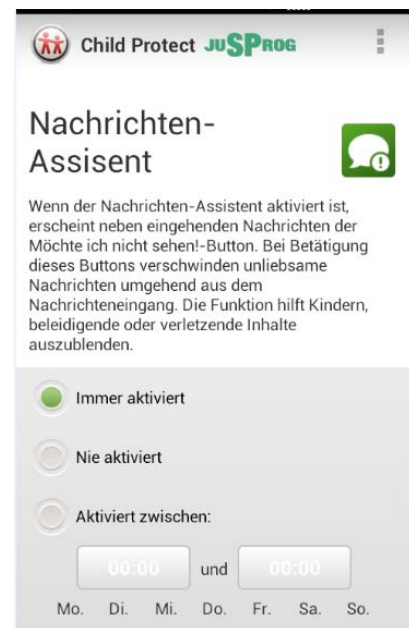 Child Protect JUSPROG
Nachrichten-
Assisent
Wenn der Nachrichten-Assistent aktiviert ist,
erscheint neben eingehenden Nachrichten der
Möchte ich nicht sehen!-Button. Bei Betätigung
dieses Buttons verschwinden unliebsame
Nachrichten umgehend aus dem
Nachrichteneingang. Die Funktion hilft Kindern,
beleidigende oder verletzende Inhalte
auszublenden.
Immer aktiviert
Nie aktiviert
Aktiviert zwischen:
00:00 und 00:00
Mo. Di. Mi. Do. Fr. Sa. So.